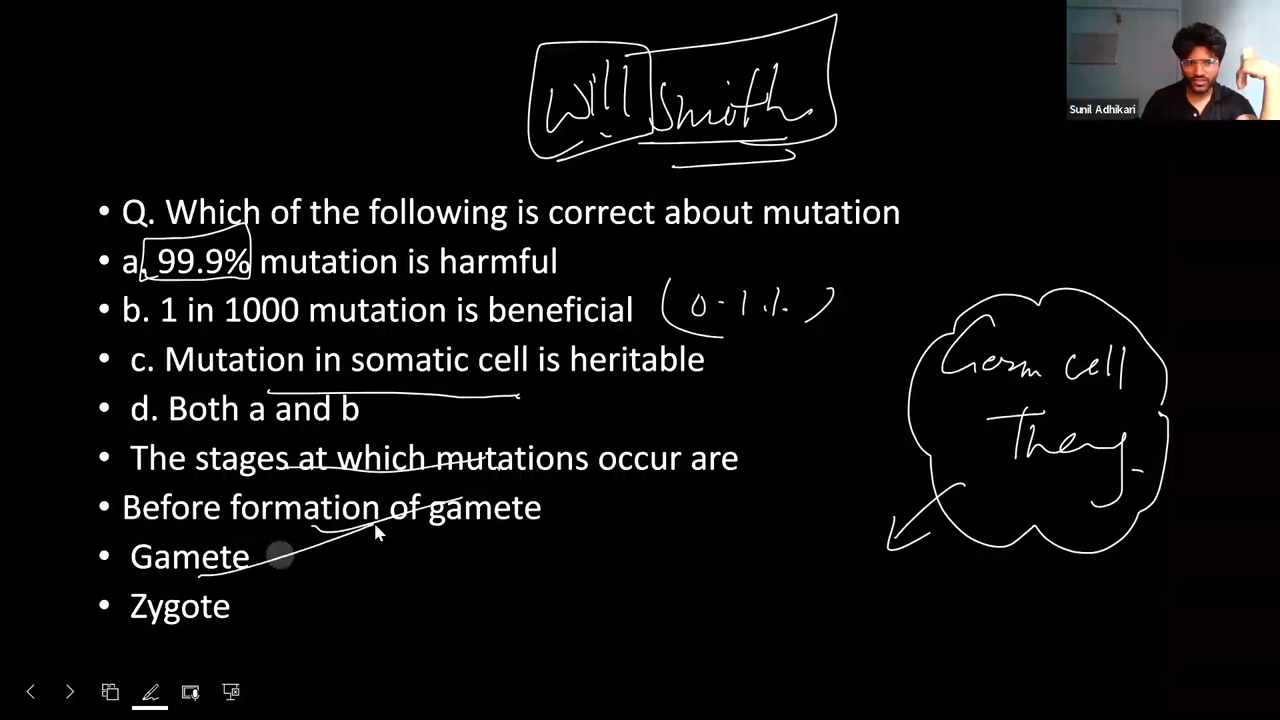 Will Smith
Sunil Adhikari
• Q. Which of the following is correct about mutation
• a. 99.9% mutation is harmful
• b. 1 in 1000 mutation is beneficial (0.1%)
• c. Mutation in somatic cell is heritable
• d. Both a and b
• The stages at which mutations occur are
• Before formation of gamete
• Gamete
• Zygote
Germ cell